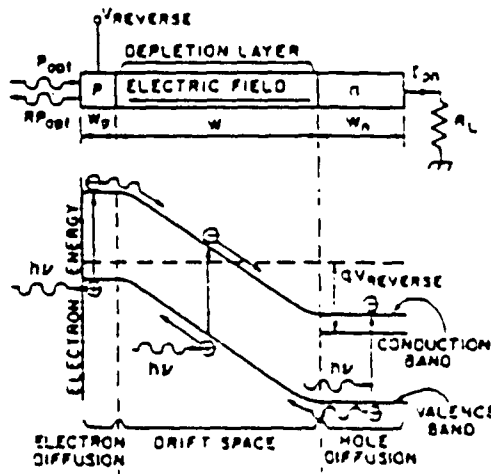 VREVERSE
Popt
DEPLETION LAYER
P
ELECTRIC FIELD
n
Iph
RPopt
Wp
W
Wn
RL
ELECTRON ENERGY
hν
qVREVERSE
hν
hν
CONDUCTION
BAND
VALENCE
BAND
ELECTRON
DIFFUSION
DRIFT SPACE
HOLE
DIFFUSION